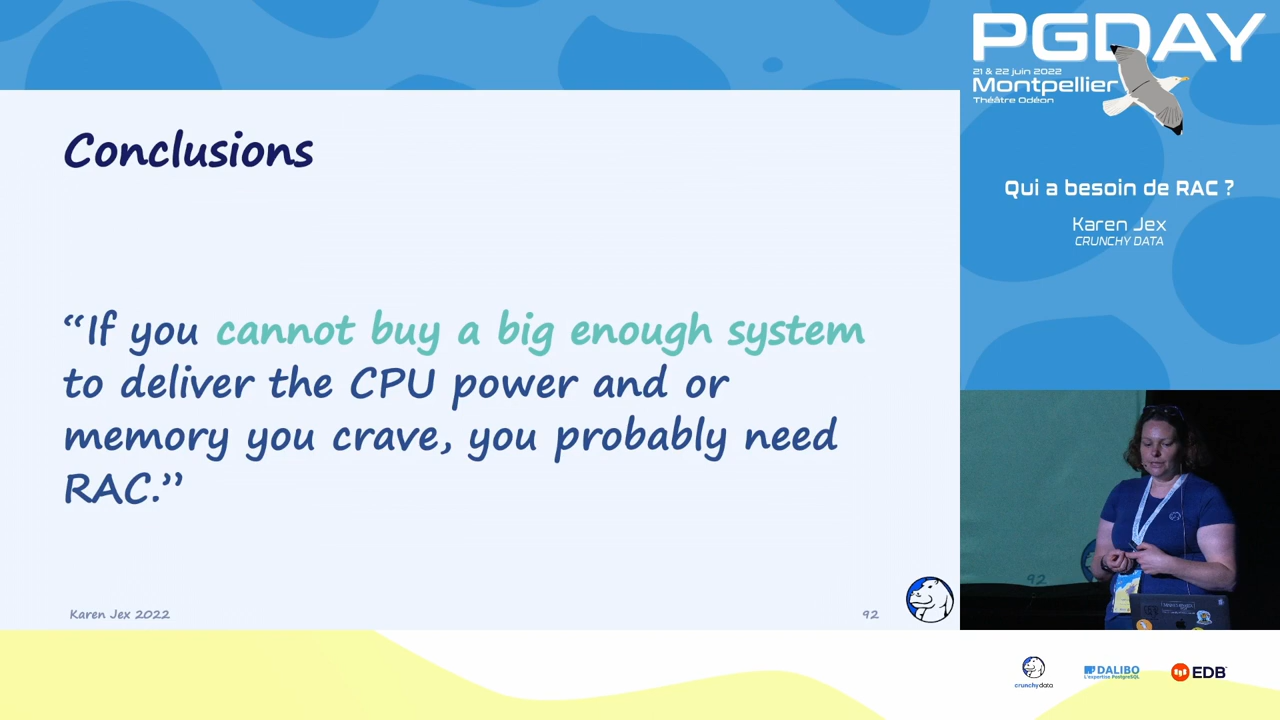 Conclusions
“If you cannot buy a big enough system
to deliver the CPU power and or
memory you crave, you probably need
RAC.”
Karen Jex 2022
92
PGDAY
21 & 22 juin 2022
Montpellier
Théâtre Odéon
Qui a besoin de RAC ?
Karen Jex
CRUNCHY DATA
92
crunchydata
DALIBO
L'expertise PostgreSQL
EDB